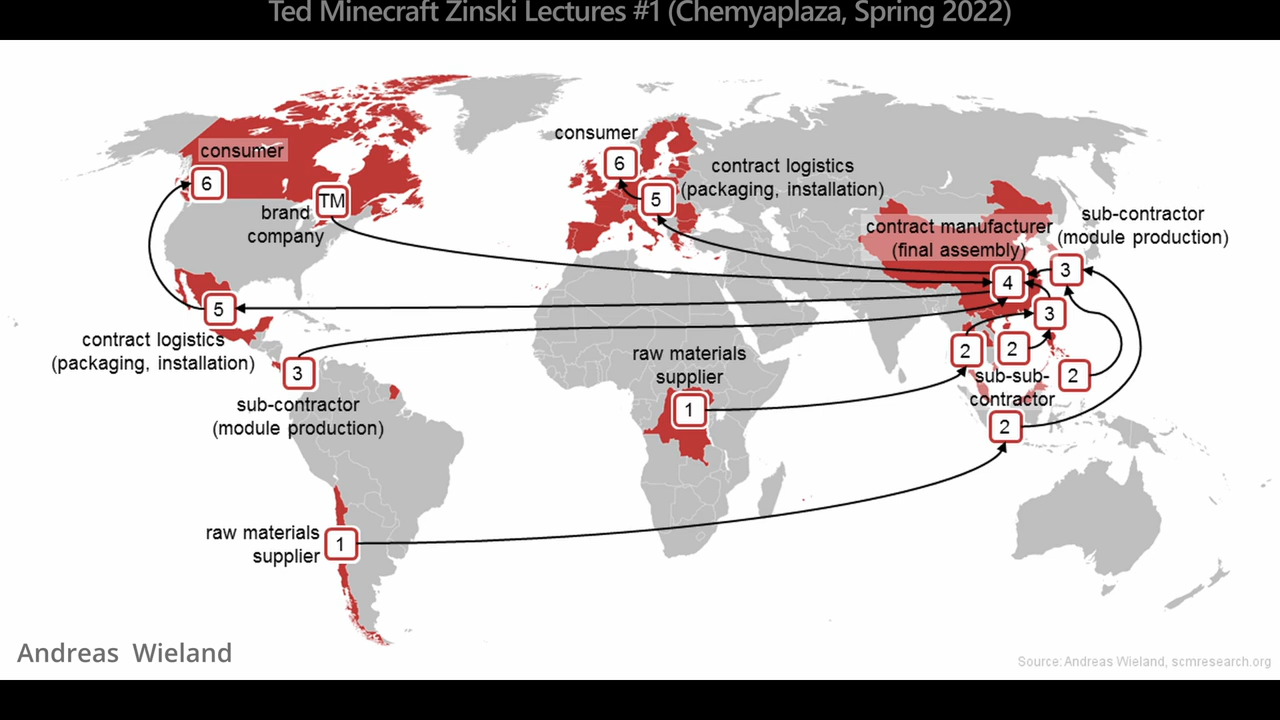 Ted Minecraft Zinski Lectures #1 (Chemyaplaza, Spring 2022)
consumer
6
TM
brand
company
5
contract logistics
(packaging, installation)
3
sub-contractor
(module production)
raw materials
supplier
1
consumer
6
contract logistics
(packaging, installation)
5
contract manufacturer
(final assembly)
4
sub-contractor
(module production)
3
3
2
2
2
sub-sub-
contractor
2
raw materials
supplier
1
Andreas Wieland
Source: Andreas Wieland, scmresearch.org